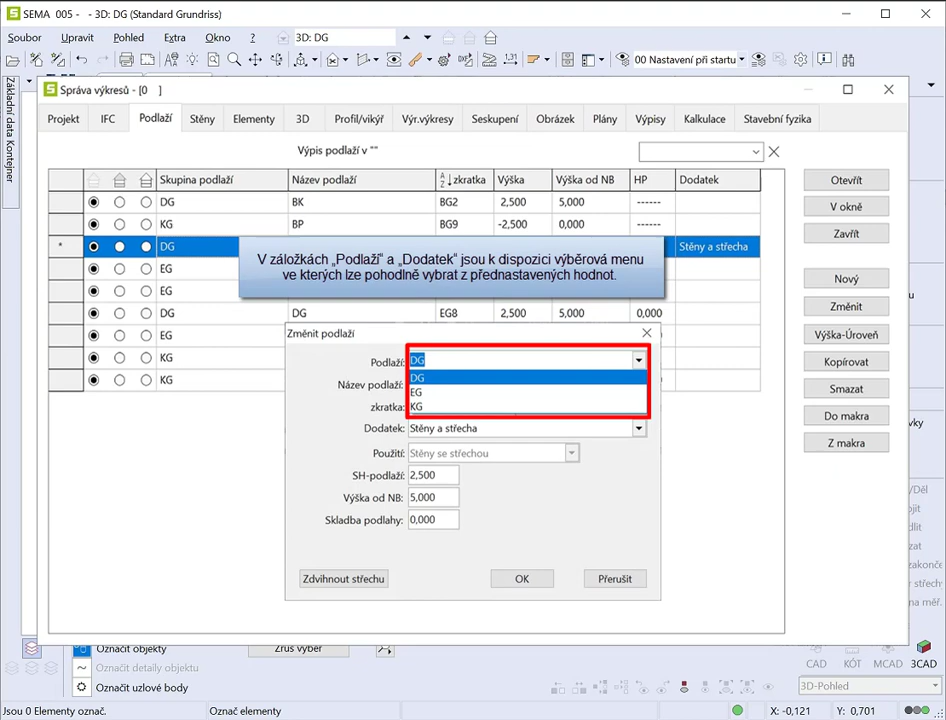 SEMA 005 - - 3D: DG (Standard Grundriss)
Soubor Upravit Pohled Extra Okno ? 3D: DG
00 Nastavení při startu
Základní data Kontejner
Správa výkresů - [0 ]
Projekt IFC Podlaží Stěny Elementy 3D Profil/vikýř Výr.výkresy Seskupení Obrázek Plány Výpisy Kalkulace Stavební fyzika
Výpis podlaží v ""
Skupina podlaží Název podlaží zkratka Výška Výška od NB HP Dodatek
DG BK BG2 2,500 5,000 ------
KG BP BG9 -2,500 0,000 ------
* DG Stěny a střecha
EG
EG
DG DG EG8 2,500 5,000 0,000
EG
KG
KG
V záložkách „Podlaží“ a „Dodatek“ jsou k dispozici výběrová menu
ve kterých lze pohodlně vybrat z přednastavených hodnot.
Otevřít
V okně
Zavřít
Nový
Změnit
Výška-Úroveň
Kopírovat
Smazat
Do makra
Z makra
Změnit podlaží
Podlaží: DG
DG
Název podlaží: EG
zkratka: KG
Dodatek: Stěny a střecha
Použití: Stěny se střechou
SH-podlaží: 2,500
Výška od NB: 5,000
Skladba podlahy: 0,000
Zdvihnout střechu OK Přerušit
Označit objekty Zrus vyber
Označit detaily objektu
Označit uzlové body
CAD KÓT MCAD 3CAD
3D-Pohled
Jsou 0 Elementy označ. Označ elementy X: -0,121 Y: 0,701